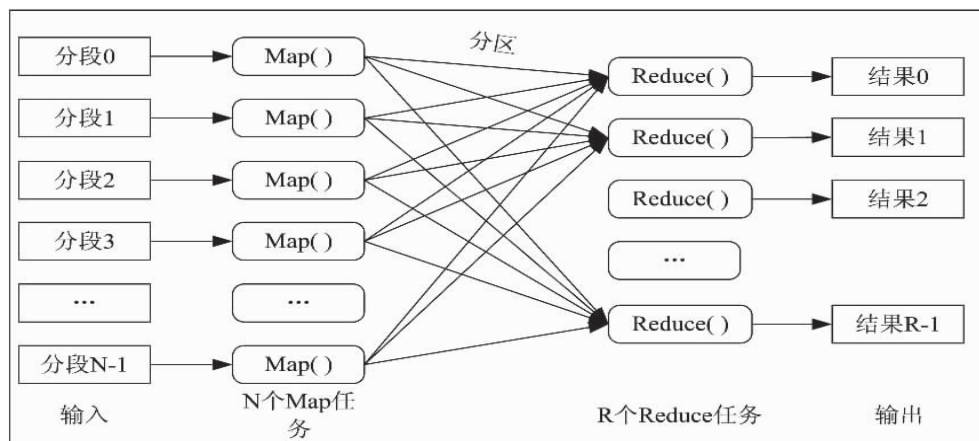 分区
分段0
Map( )
Reduce( )
结果0
分段1
Map( )
Reduce( )
结果1
分段2
Map( )
Reduce( )
结果2
分段3
Map( )
...
...
...
分段N-1
Map( )
Reduce( )
结果R-1
输入
N个Map任
务
R个Reduce任务
输出